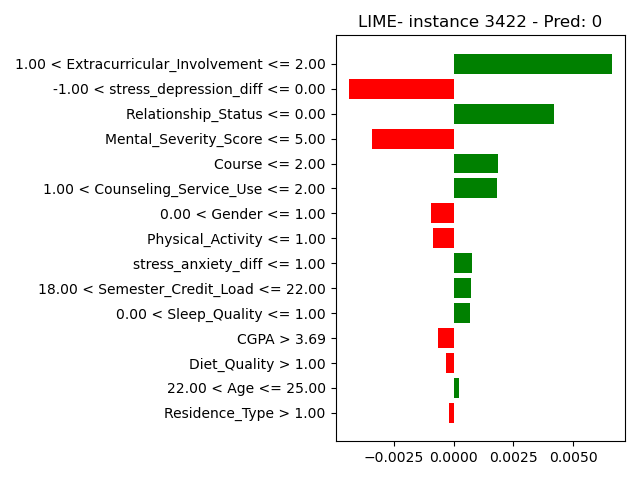 LIME- instance 3422 - Pred: 0
1.00 < Extracurricular_Involvement <= 2.00
-1.00 < stress_depression_diff <= 0.00
Relationship_Status <= 0.00
Mental_Severity_Score <= 5.00
Course <= 2.00
1.00 < Counseling_Service_Use <= 2.00
0.00 < Gender <= 1.00
Physical_Activity <= 1.00
stress_anxiety_diff <= 1.00
18.00 < Semester_Credit_Load <= 22.00
0.00 < Sleep_Quality <= 1.00
CGPA > 3.69
Diet_Quality > 1.00
22.00 < Age <= 25.00
Residence_Type > 1.00
−0.0025 0.0000 0.0025 0.0050